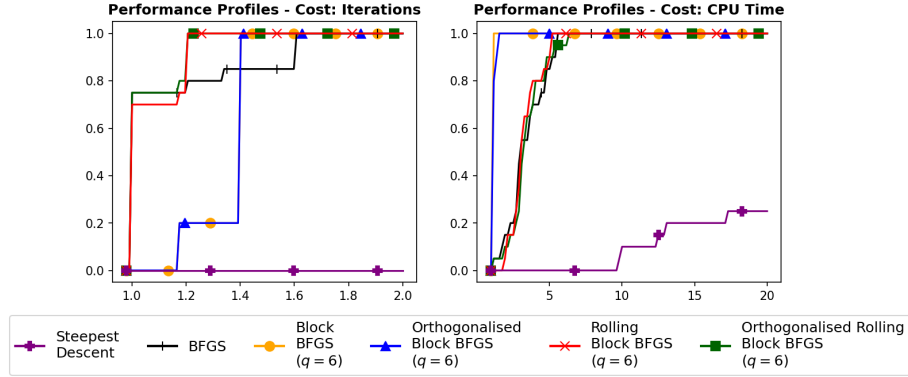 Performance Profiles - Cost: Iterations
Performance Profiles - Cost: CPU Time
1.0
0.8
0.6
0.4
0.2
0.0
1.0 1.2 1.4 1.6 1.8 2.0
1.0
0.8
0.6
0.4
0.2
0.0
5 10 15 20
Steepest
Descent
BFGS
Block
BFGS
(q = 6)
Orthogonalised
Block BFGS
(q = 6)
Rolling
Block BFGS
(q = 6)
Orthogonalised Rolling
Block BFGS
(q = 6)